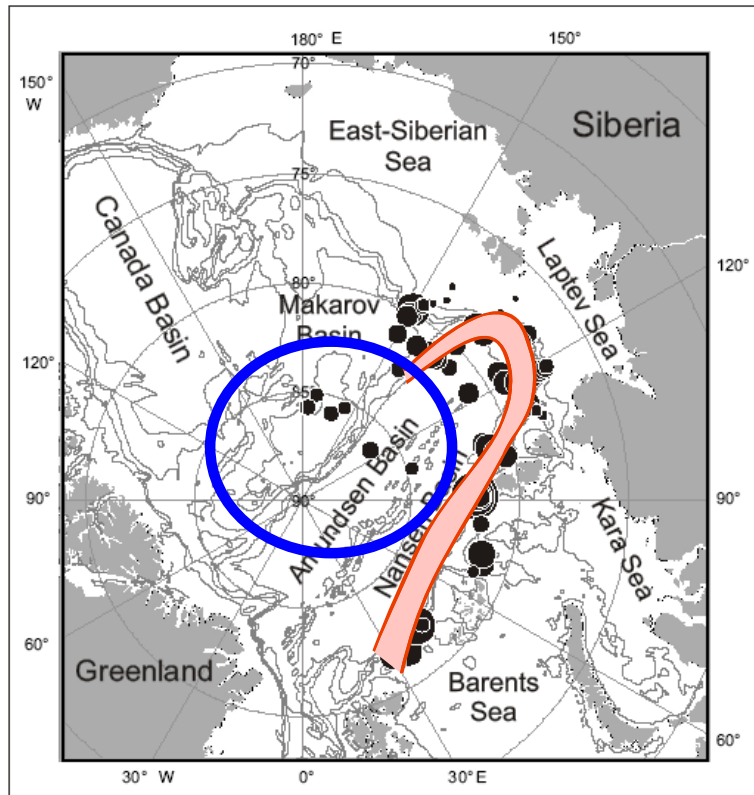 180° E
150°
150°
W
70°
East-Siberian
Sea
Siberia
75°
Canada Basin
Laptev Sea
120°
80°
Makarov
Basin
120°
85°
Amundsen Basin
Nansen Basin
90°
90°
90°
Kara Sea
60°
Greenland
Barents
Sea
60°
30° W
0°
30°E